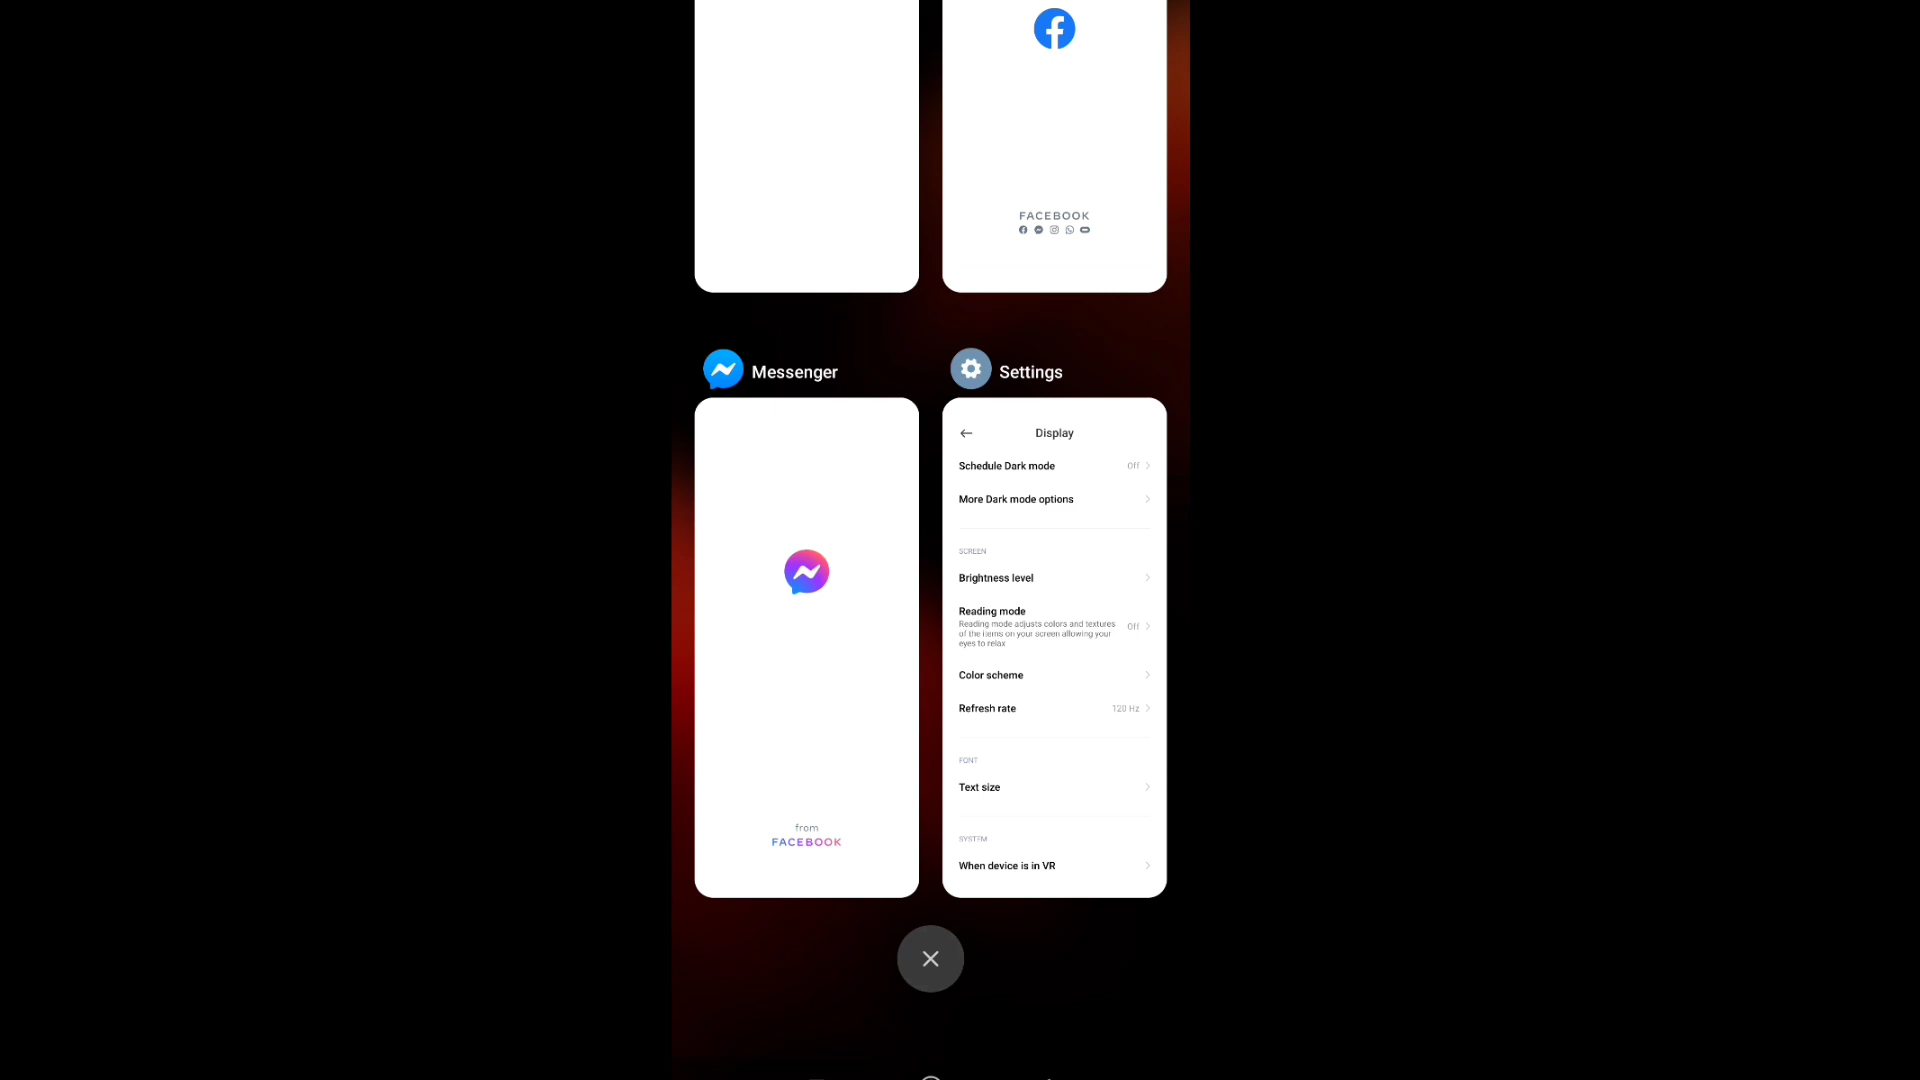 FACEBOOK
Messenger
Settings
from
FACEBOOK
Display
Schedule Dark mode Off
More Dark mode options
SCREEN
Brightness level
Reading mode
Reading mode adjusts colors and textures
of the items on your screen allowing your
eyes to relax
Off
Color scheme
Refresh rate 120 Hz
FONT
Text size
SYSTEM
When device is in VR